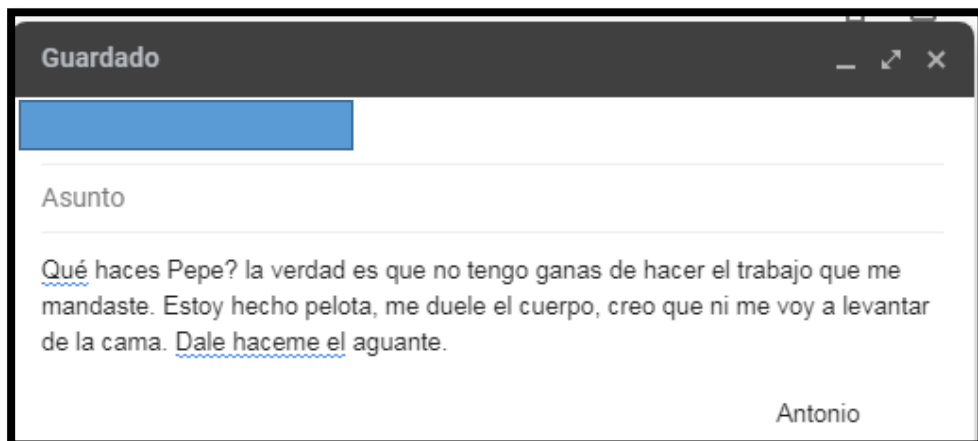 Guardado
Asunto
Qué haces Pepe? la verdad es que no tengo ganas de hacer el trabajo que me
mandaste. Estoy hecho pelota, me duele el cuerpo, creo que ni me voy a levantar
de la cama. Dale haceme el aguante.
Antonio